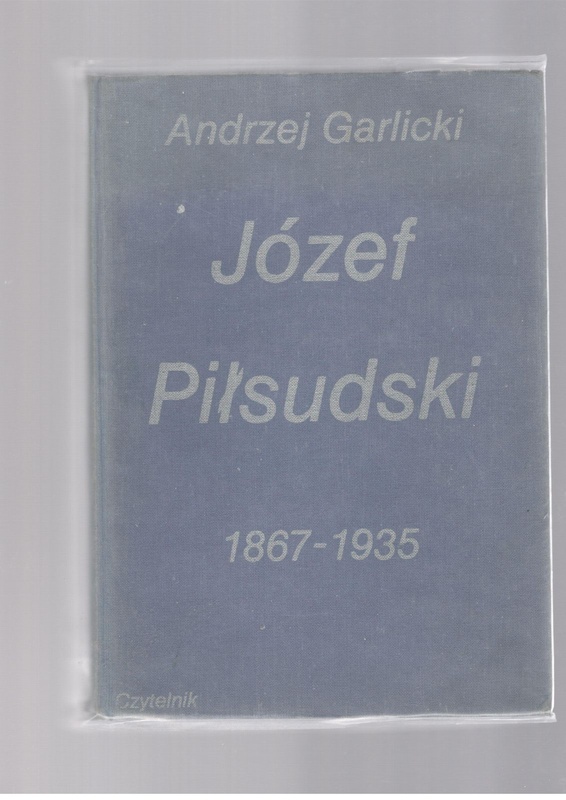 Andrzej Garlicki
Józef
Piłsudski
1867-1935
Czytelnik